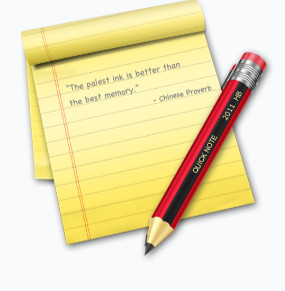 "The palest ink is better than
the best memory."
- Chinese Proverb
QUICK NOTE
2011 HB